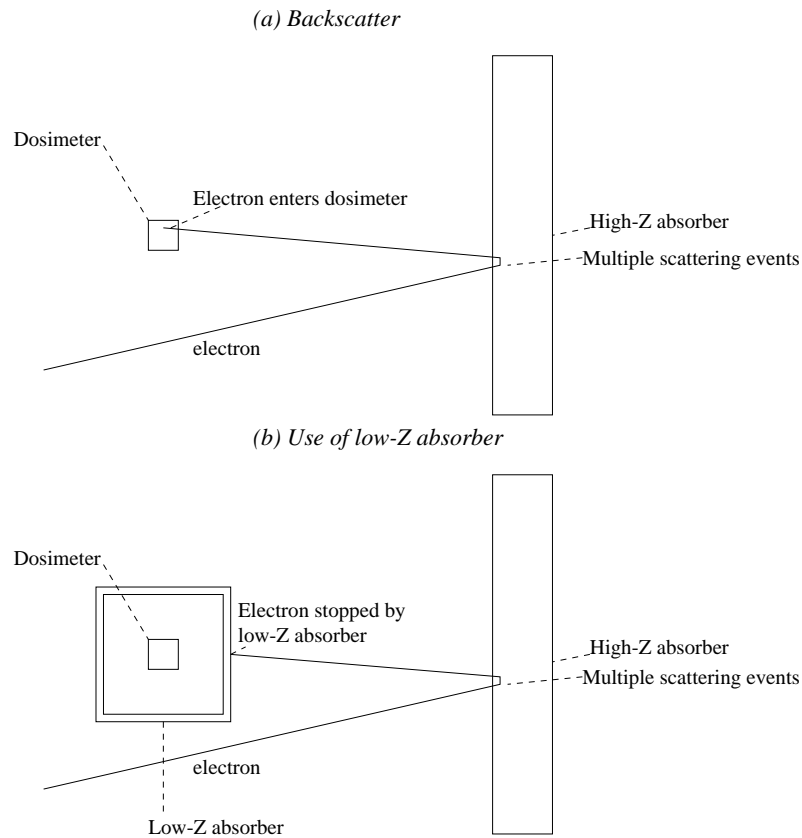 (a) Backscatter
Dosimeter
Electron enters dosimeter
High-Z absorber
Multiple scattering events
electron
(b) Use of low-Z absorber
Dosimeter
Electron stopped by
low-Z absorber
High-Z absorber
Multiple scattering events
electron
Low-Z absorber